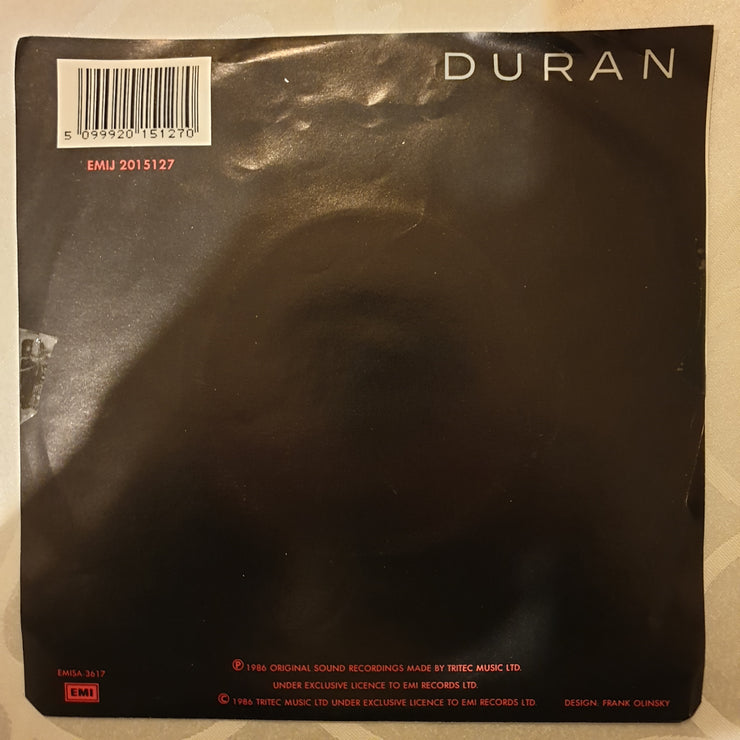 DURAN
5 099920 151270
EMIJ 2015127
EMISA 3617
EMI
℗ 1986 ORIGINAL SOUND RECORDINGS MADE BY TRITEC MUSIC LTD.
UNDER EXCLUSIVE LICENCE TO EMI RECORDS LTD.
© 1986 TRITEC MUSIC LTD UNDER EXCLUSIVE LICENCE TO EMI RECORDS LTD.
DESIGN. FRANK OLINSKY